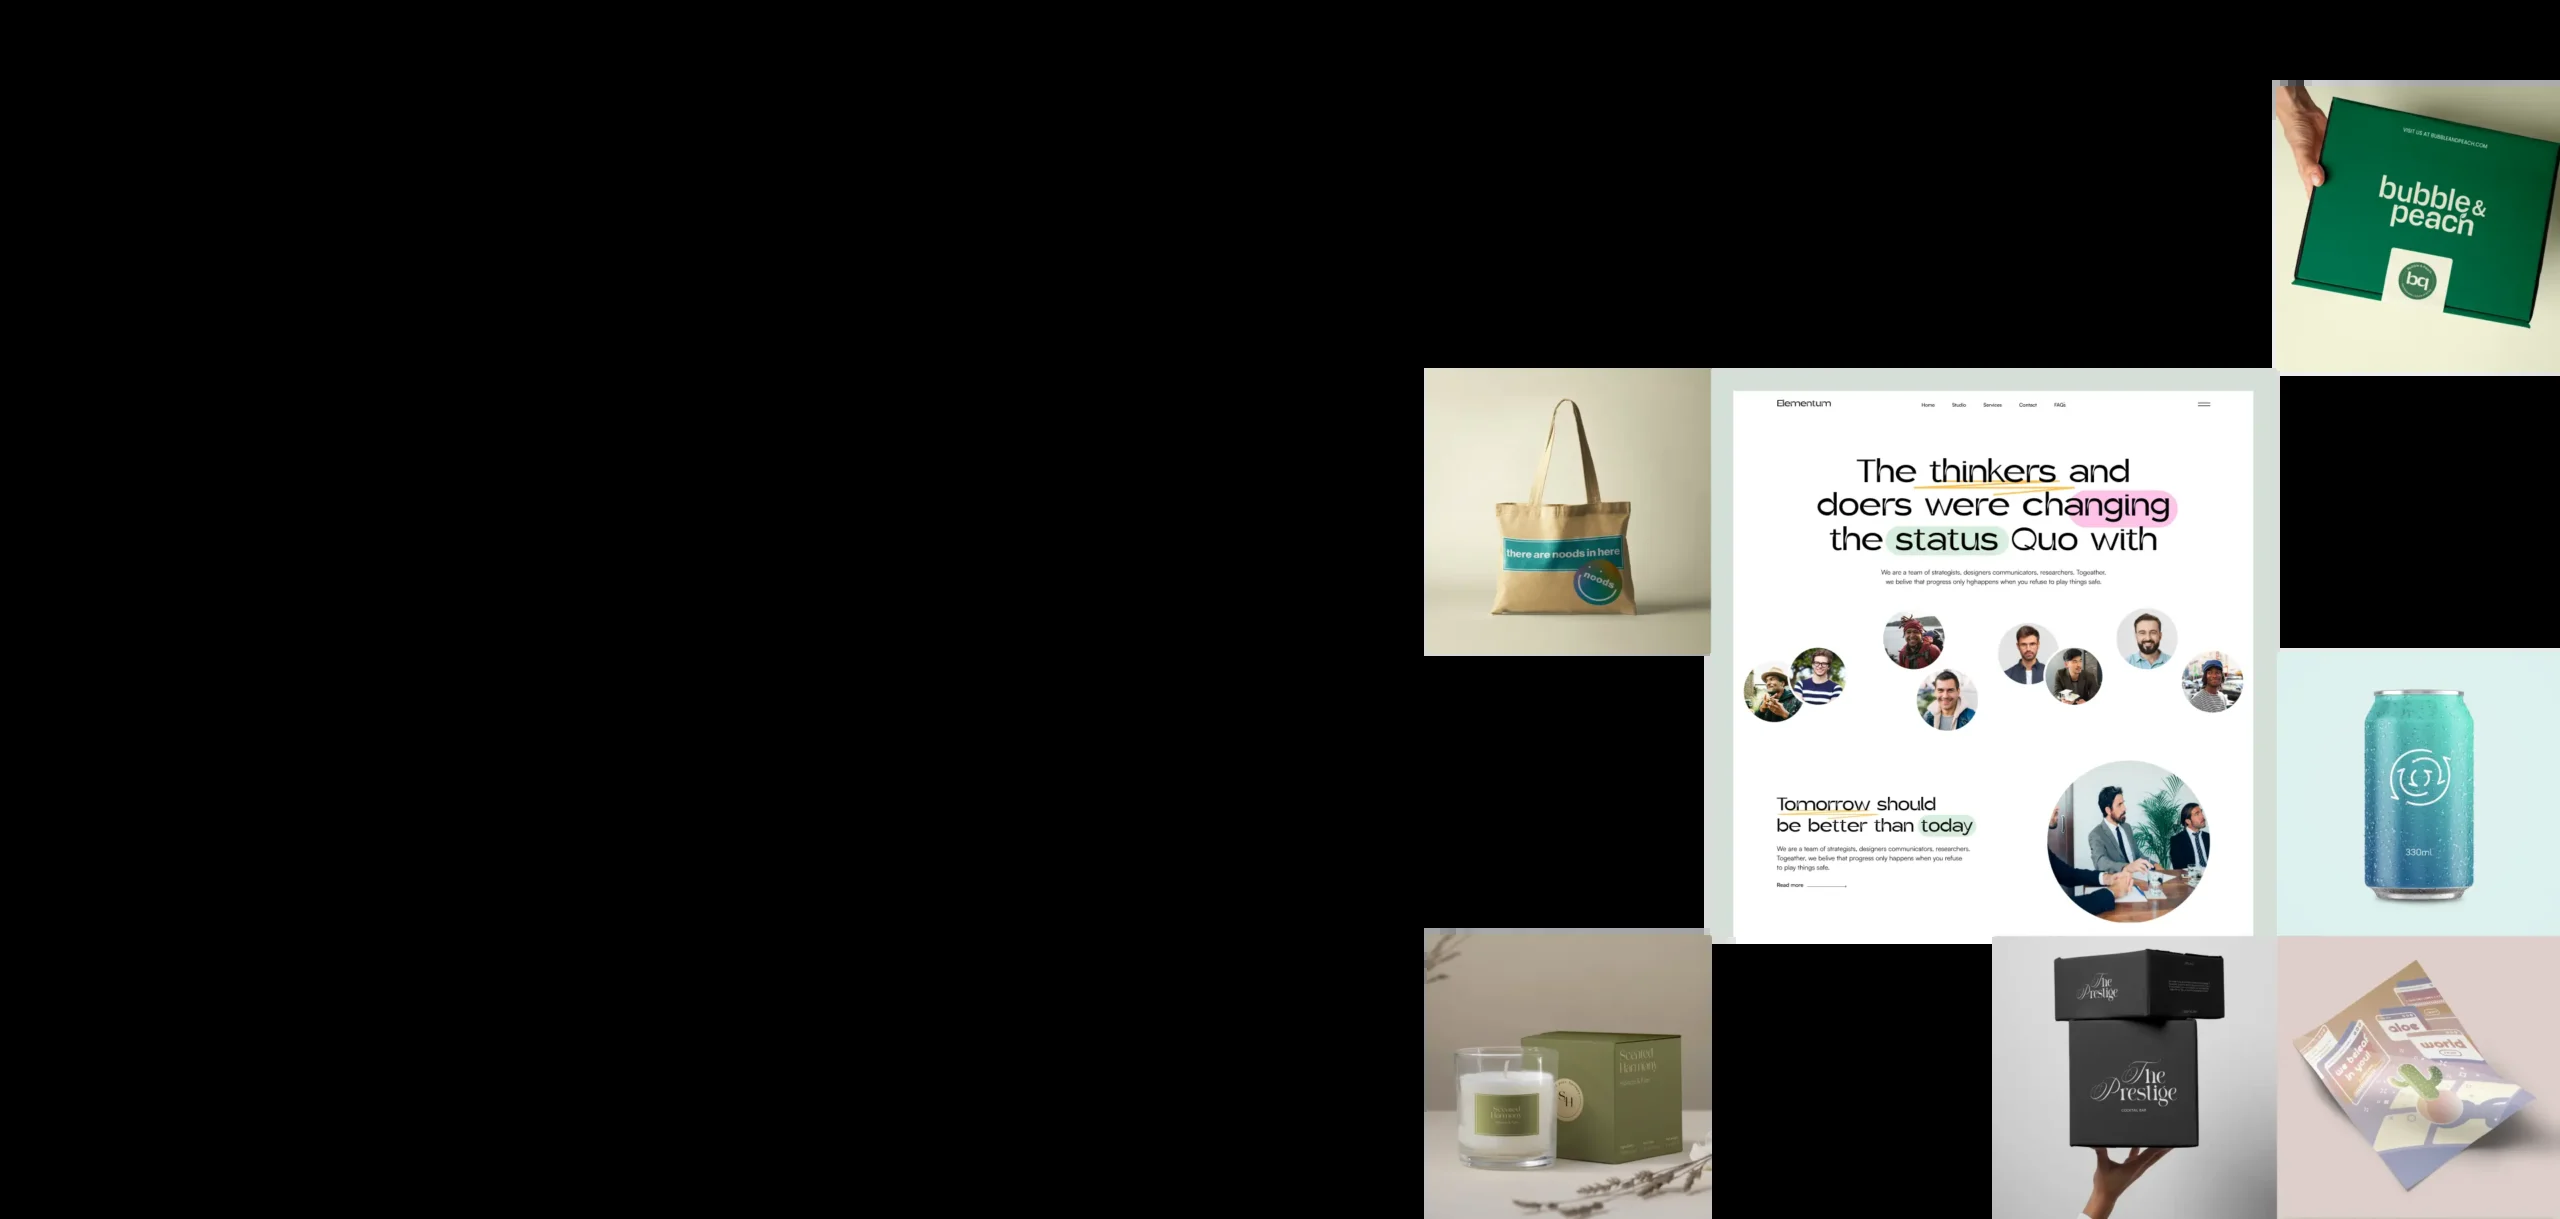 VISIT US AT BUBBLEANDPEACH.COM
bubble &
peach
bq
there are noods in here
noods
Elementum
Home Studio Services Contact FAQs
The thinkers and
doers were changing
the status Quo with
We are a team of strategists, designers communicators, researchers. Togeather,
we belive that progress only hghappens when you refuse to play things safe.
Tomorrow should
be better than today
We are a team of strategists, designers communicators, researchers.
Togeather, we belive that progress only happens when you refuse
to play things safe.
Read more
330ml
Scented
Harmony
SH
Scented
Harmony
The
Prestige
The
Prestige
COCKTAIL BAR
aloe
world
we beleaf
in you!